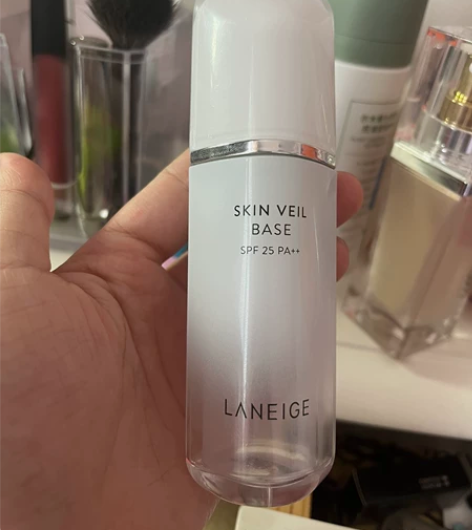 SKIN VEIL
BASE
SPF 25 PA++
LANEIGE